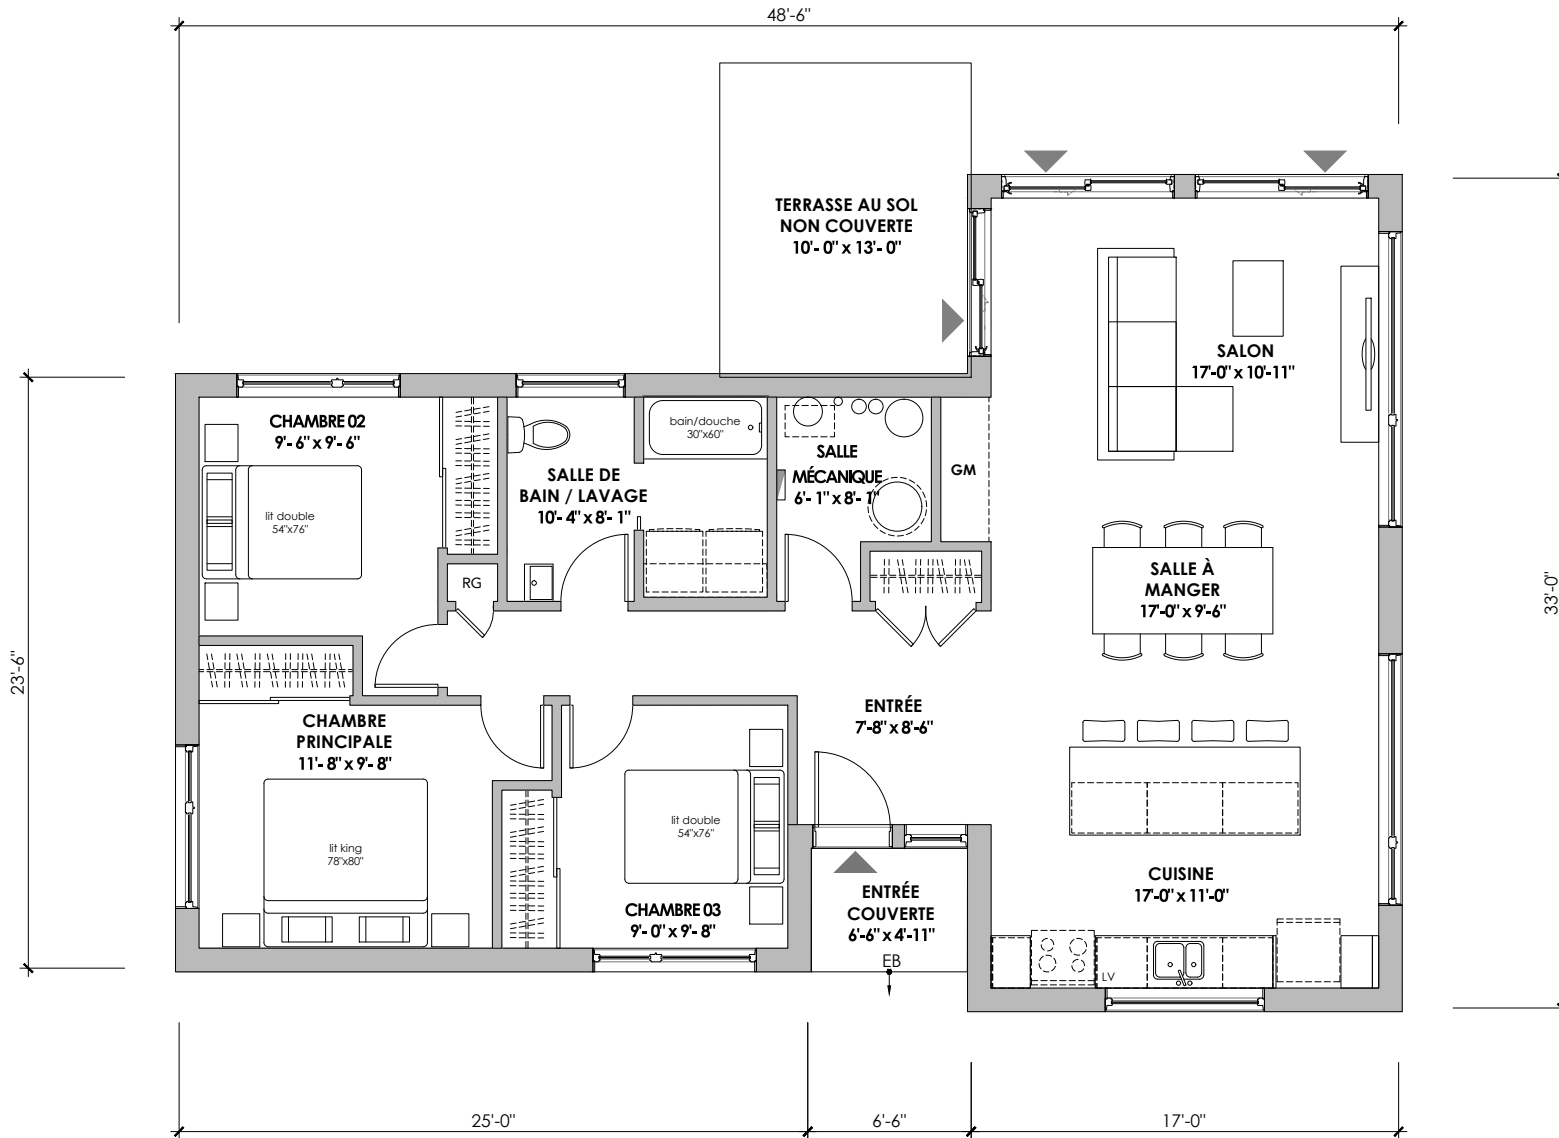 48'-6"
TERRASSE AU SOL
NON COUVERTE
10'- 0" x 13'- 0"
SALON
17'-0" x 10'-11"
CHAMBRE 02
9'- 6" x 9'- 6"
lit double
54"x76"
bain/douche
30"x60"
SALLE DE
BAIN / LAVAGE
10'- 4" x 8'- 1"
SALLE
MÉCANIQUE
6'- 1" x 8'- 1"
GM
RG
SALLE À
MANGER
17'-0" x 9'-6"
33'-0"
23'-6"
CHAMBRE
PRINCIPALE
11'- 8" x 9'- 8"
lit king
78"x80"
ENTRÉE
7'-8" x 8'-6"
lit double
54"x76"
CHAMBRE 03
9'- 0" x 9'- 8"
ENTRÉE
COUVERTE
6'-6" x 4'-11"
EB
CUISINE
17'-0" x 11'-0"
LV
25'-0"
6'-6"
17'-0"